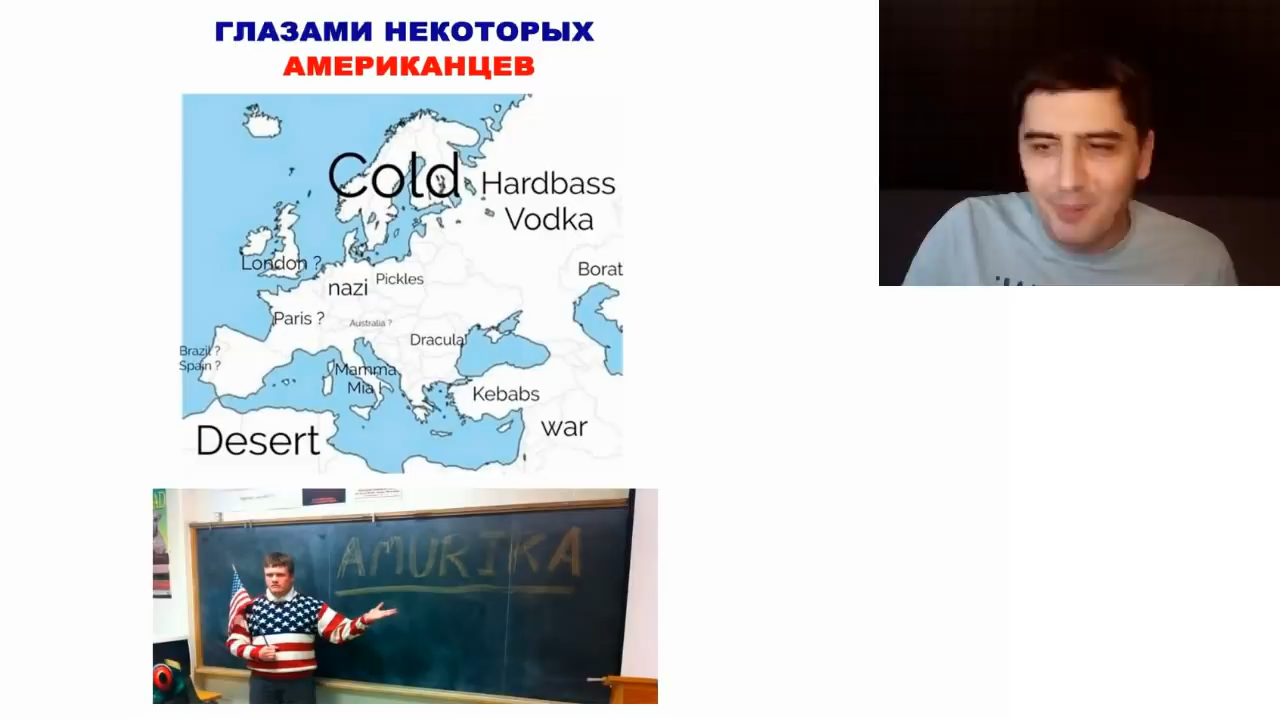 ГЛАЗАМИ НЕКОТОРЫХ
АМЕРИКАНЦЕВ
Cold
Hardbass
Vodka
London ?
Borat
nazi
Pickles
Paris ?
Australia ?
Dracula
Brazil ?
Spain ?
Mamma
Mia !
Kebabs
war
Desert
AMURIKA